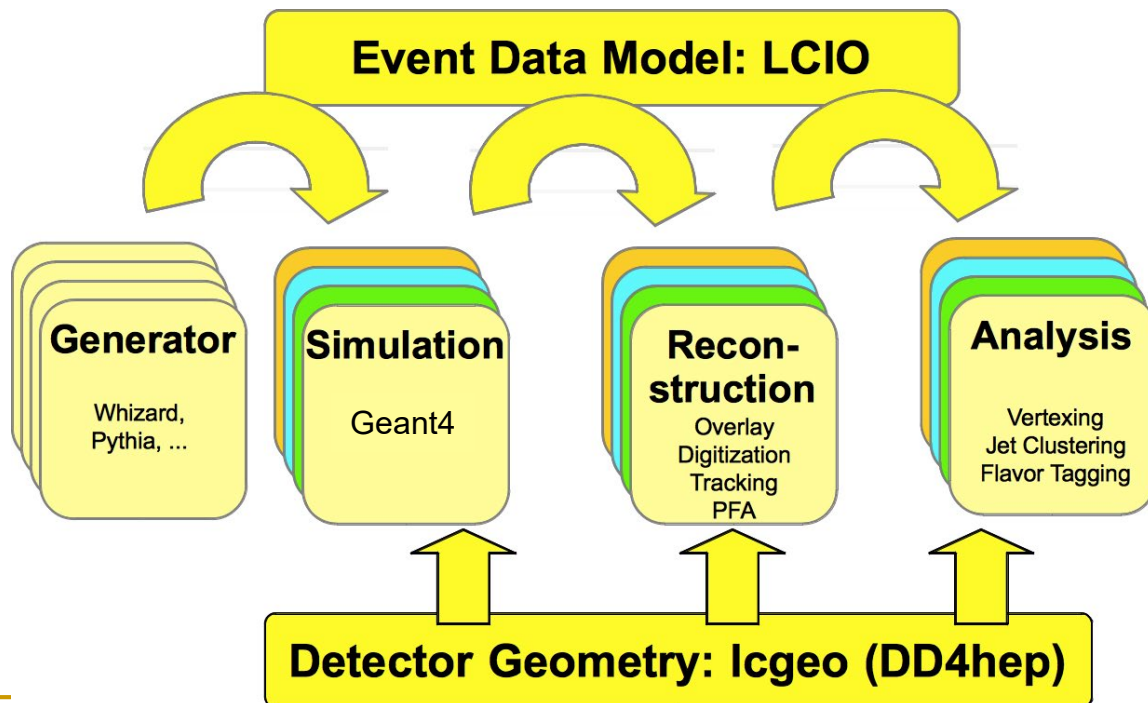 Event Data Model: LCIO
Generator
Whizard,
Pythia, ...
Simulation
Geant4
Recon-
struction
Overlay
Digitization
Tracking
PFA
Analysis
Vertexing
Jet Clustering
Flavor Tagging
Detector Geometry: lcgeo (DD4hep)